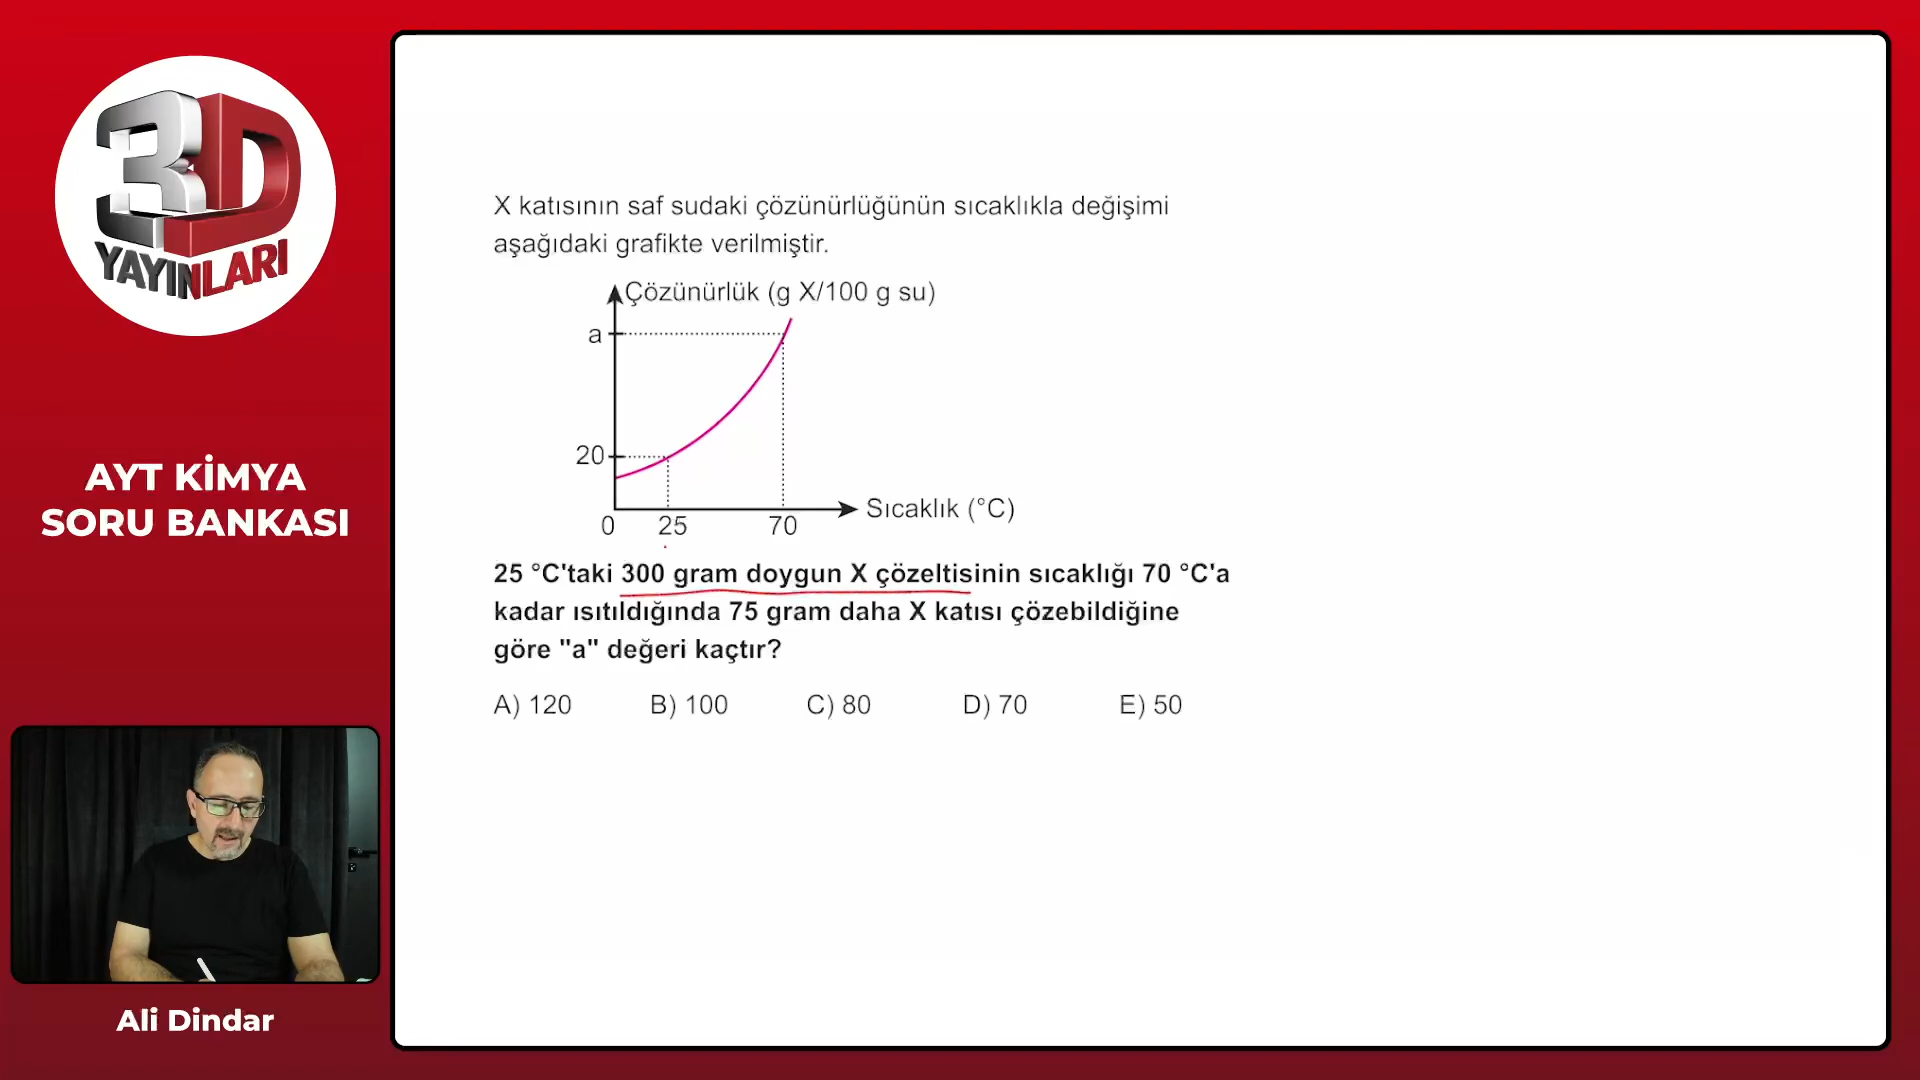 3D
YAYINLARI
AYT KİMYA
SORU BANKASI
X katısının saf sudaki çözünürlüğünün sıcaklıkla değişimi
aşağıdaki grafikte verilmiştir.
Çözünürlük (g X/100 g su)
a
20
0 25 70 Sıcaklık (°C)
25 °C'taki 300 gram doygun X çözeltisinin sıcaklığı 70 °C'a
kadar ısıtıldığında 75 gram daha X katısı çözebildiğine
göre "a" değeri kaçtır?
A) 120 B) 100 C) 80 D) 70 E) 50
Ali Dindar